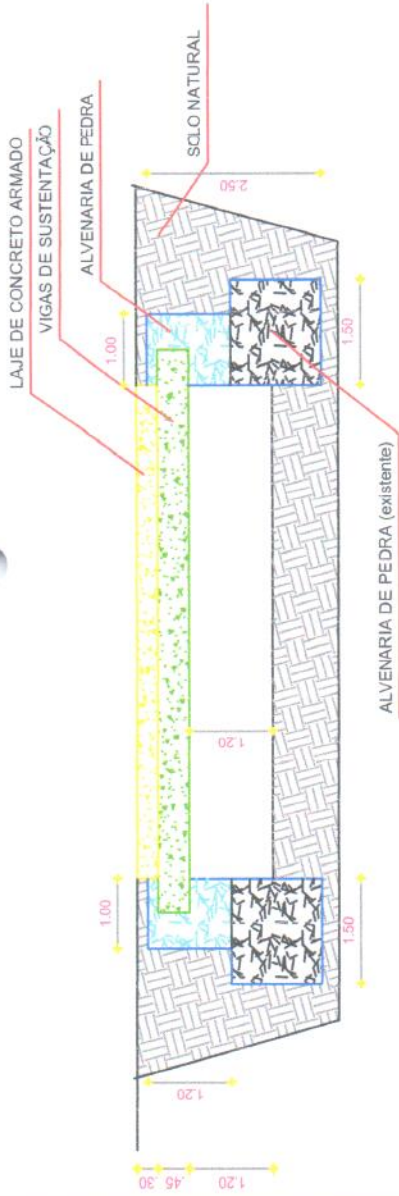 LAJE DE CONCRETO ARMADO
VIGAS DE SUSTENTAÇÃO
ALVENARIA DE PEDRA
SOLO NATURAL
1.00
1.00
2.50
1.20
1.20
.30
.45
1.20
1.50
1.50
ALVENARIA DE PEDRA (existente)